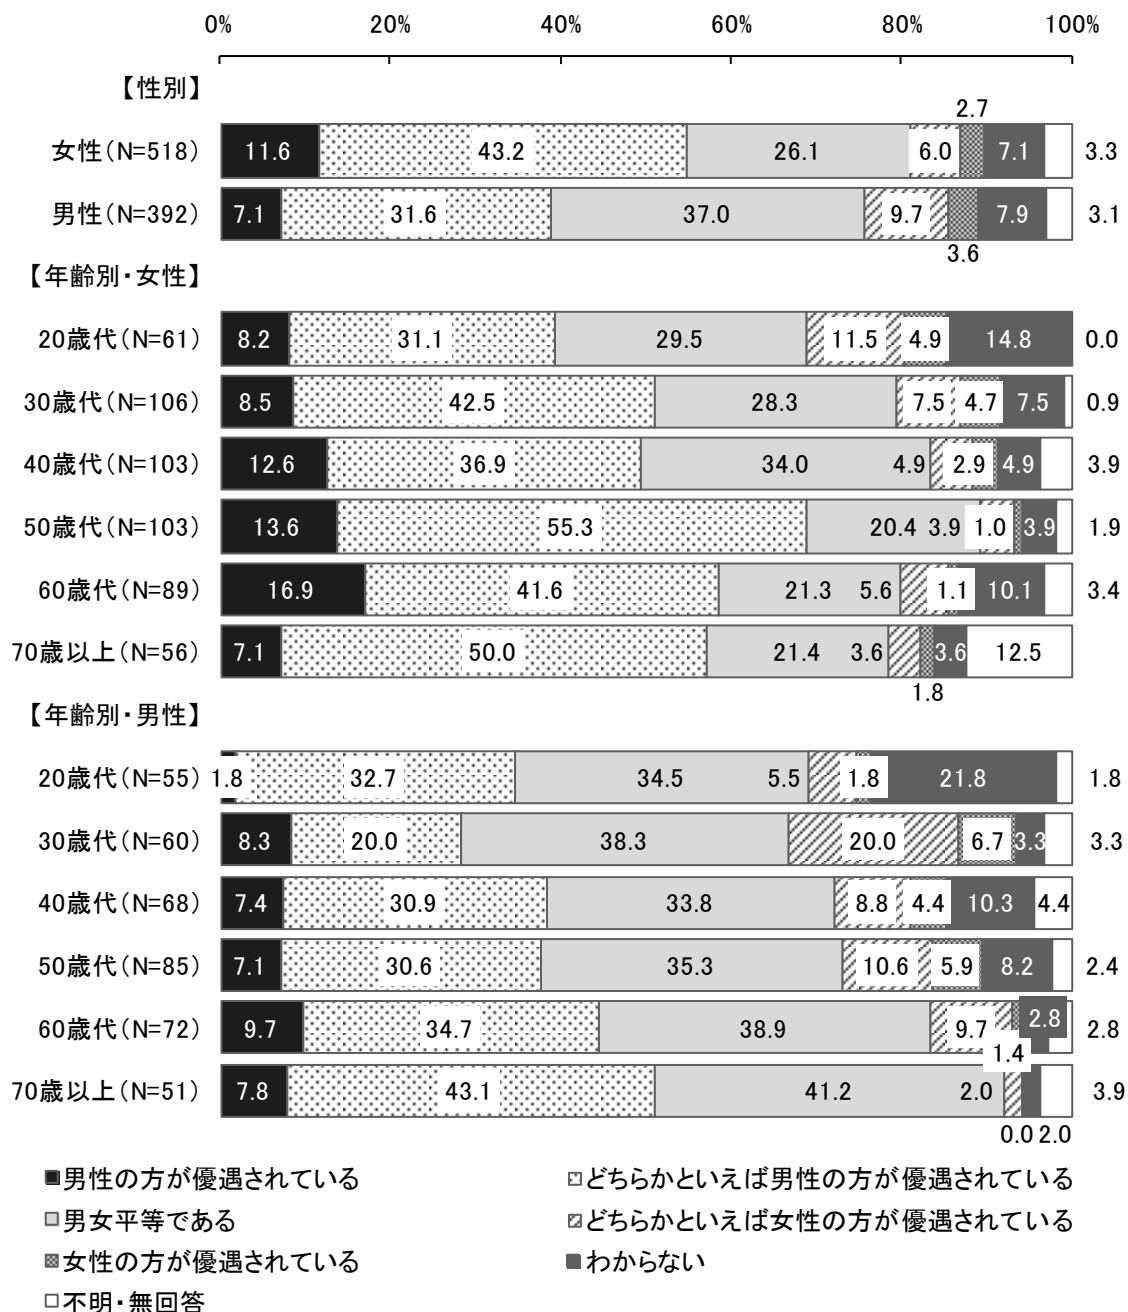 0% 20% 40% 60% 80% 100%
【性別】
2.7
女性(N=518) 11.6 43.2 26.1 6.0 7.1 3.3
男性(N=392) 7.1 31.6 37.0 9.7 7.9 3.1
3.6
【年齢別・女性】
20歳代(N=61) 8.2 31.1 29.5 11.5 4.9 14.8 0.0
30歳代(N=106) 8.5 42.5 28.3 7.5 4.7 7.5 0.9
40歳代(N=103) 12.6 36.9 34.0 4.9 2.9 4.9 3.9
50歳代(N=103) 13.6 55.3 20.4 3.9 1.0 3.9 1.9
60歳代(N=89) 16.9 41.6 21.3 5.6 1.1 10.1 3.4
70歳以上(N=56) 7.1 50.0 21.4 3.6 3.6 12.5
1.8
【年齢別・男性】
20歳代(N=55) 1.8 32.7 34.5 5.5 1.8 21.8 1.8
30歳代(N=60) 8.3 20.0 38.3 20.0 6.7 3.3 3.3
40歳代(N=68) 7.4 30.9 33.8 8.8 4.4 10.3 4.4
50歳代(N=85) 7.1 30.6 35.3 10.6 5.9 8.2 2.4
60歳代(N=72) 9.7 34.7 38.9 9.7 2.8 2.8
1.4
70歳以上(N=51) 7.8 43.1 41.2 2.0 3.9
0.0 2.0
男性の方が優遇されている どちらかといえば男性の方が優遇されている
男女平等である どちらかといえば女性の方が優遇されている
女性の方が優遇されている わからない
不明・無回答